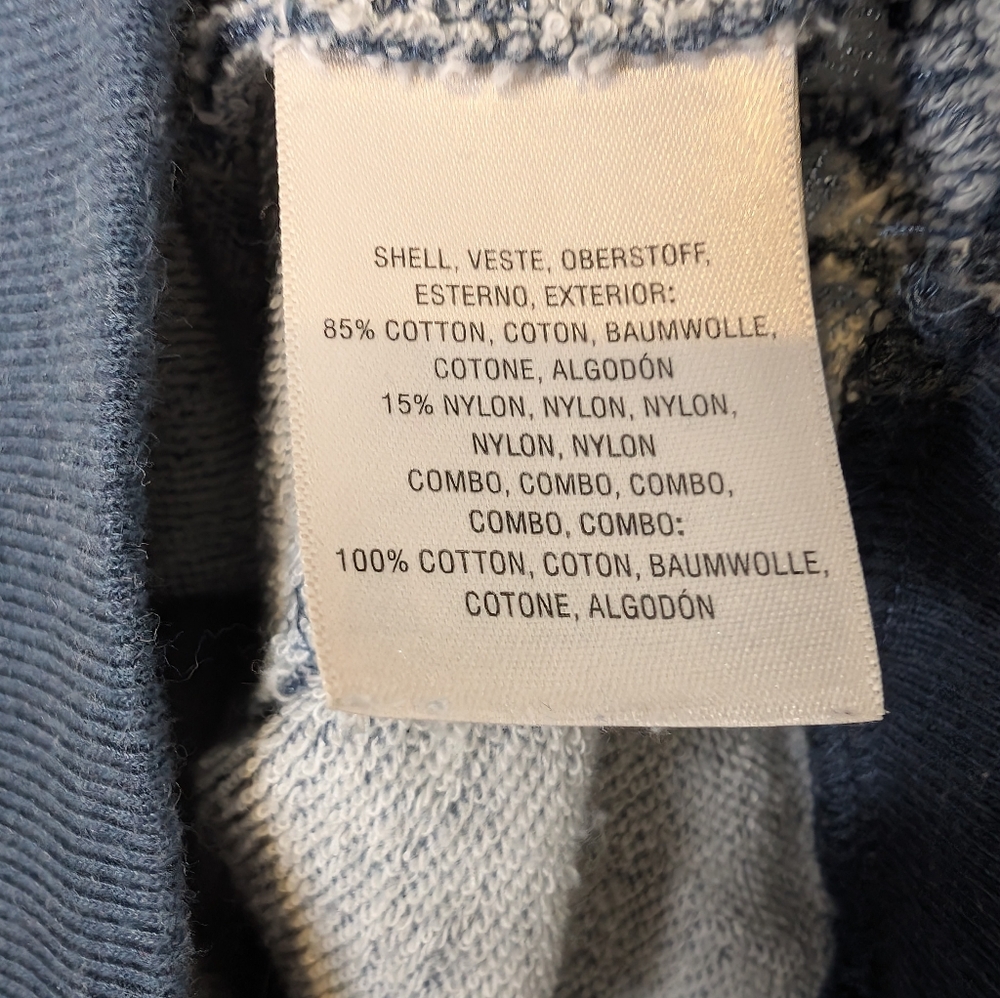 SHELL, VESTE, OBERSTOFF,
ESTERNO, EXTERIOR:
85% COTTON, COTON, BAUMWOLLE,
COTONE, ALGODÓN
15% NYLON, NYLON, NYLON,
NYLON, NYLON
COMBO, COMBO, COMBO,
COMBO, COMBO:
100% COTTON, COTON, BAUMWOLLE,
COTONE, ALGODÓN